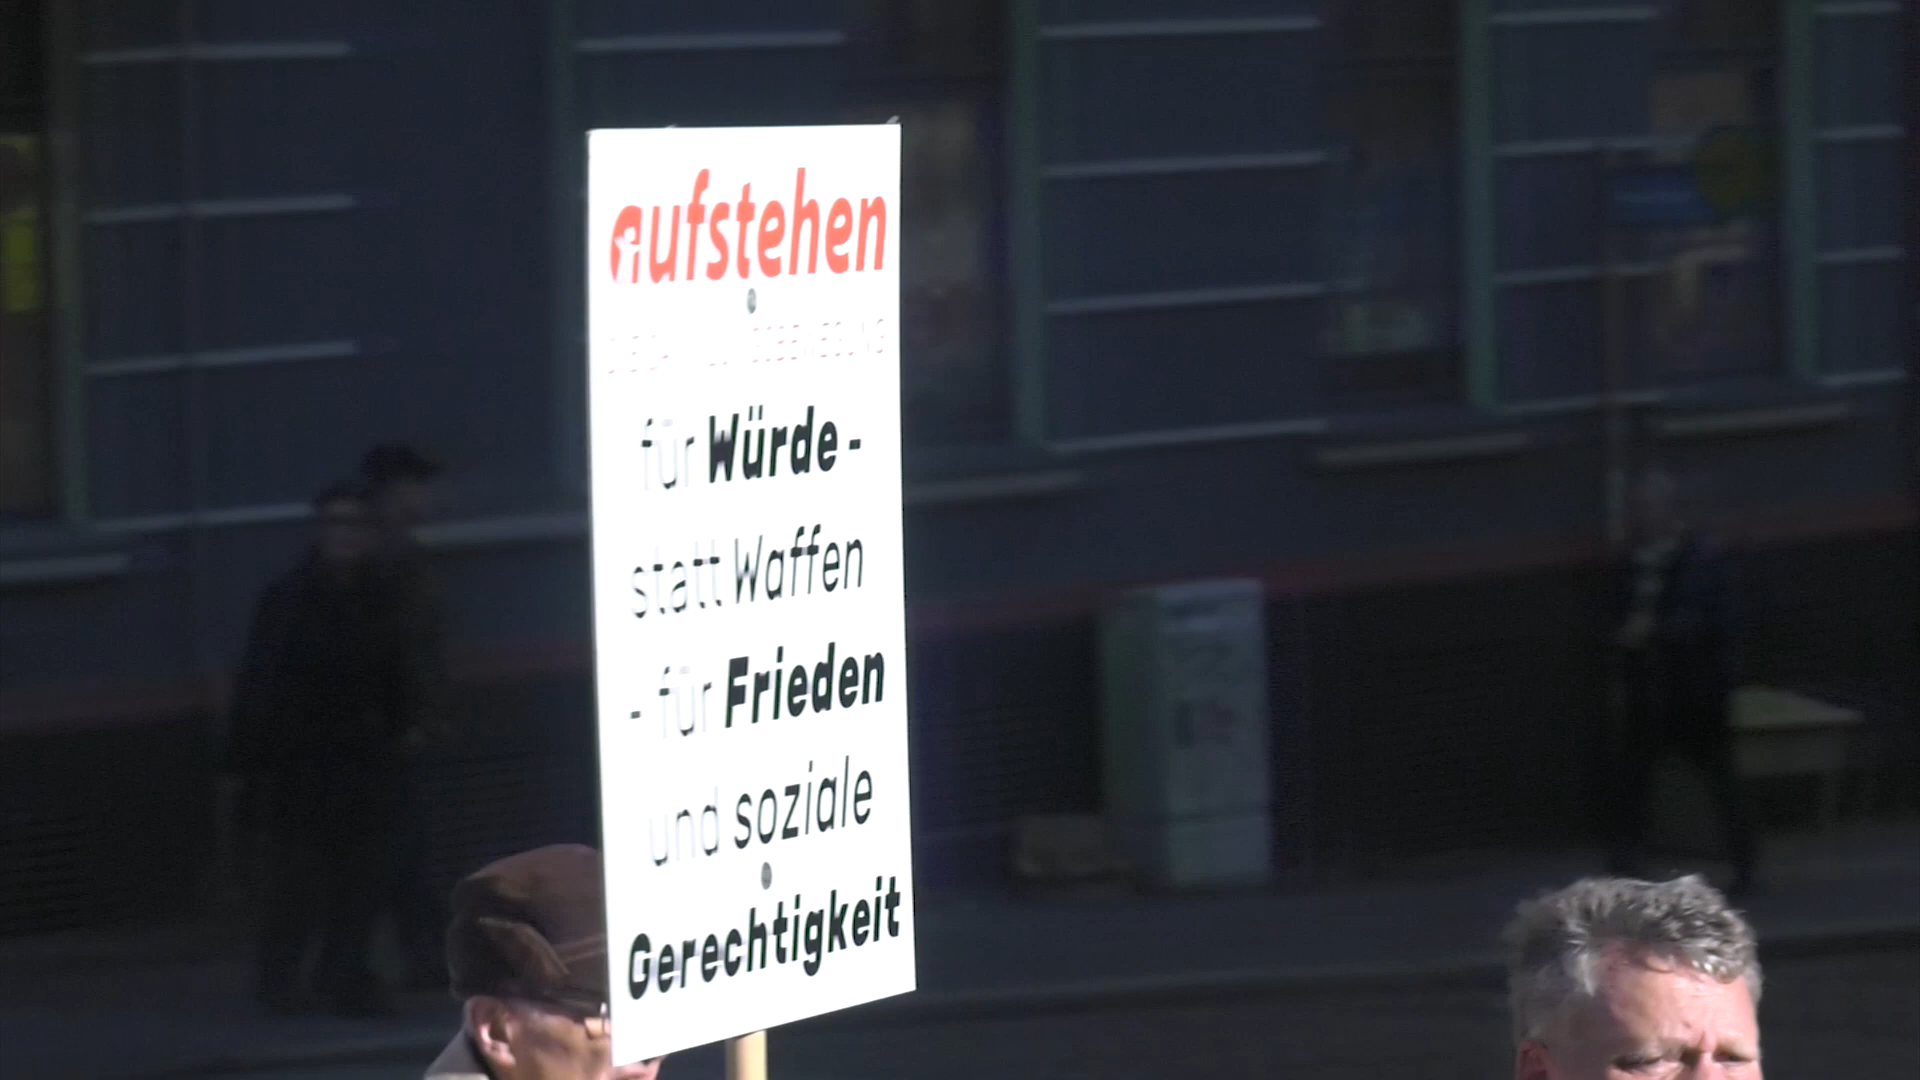 aufstehen
für Würde -
statt Waffen
- für Frieden
und soziale
Gerechtigkeit